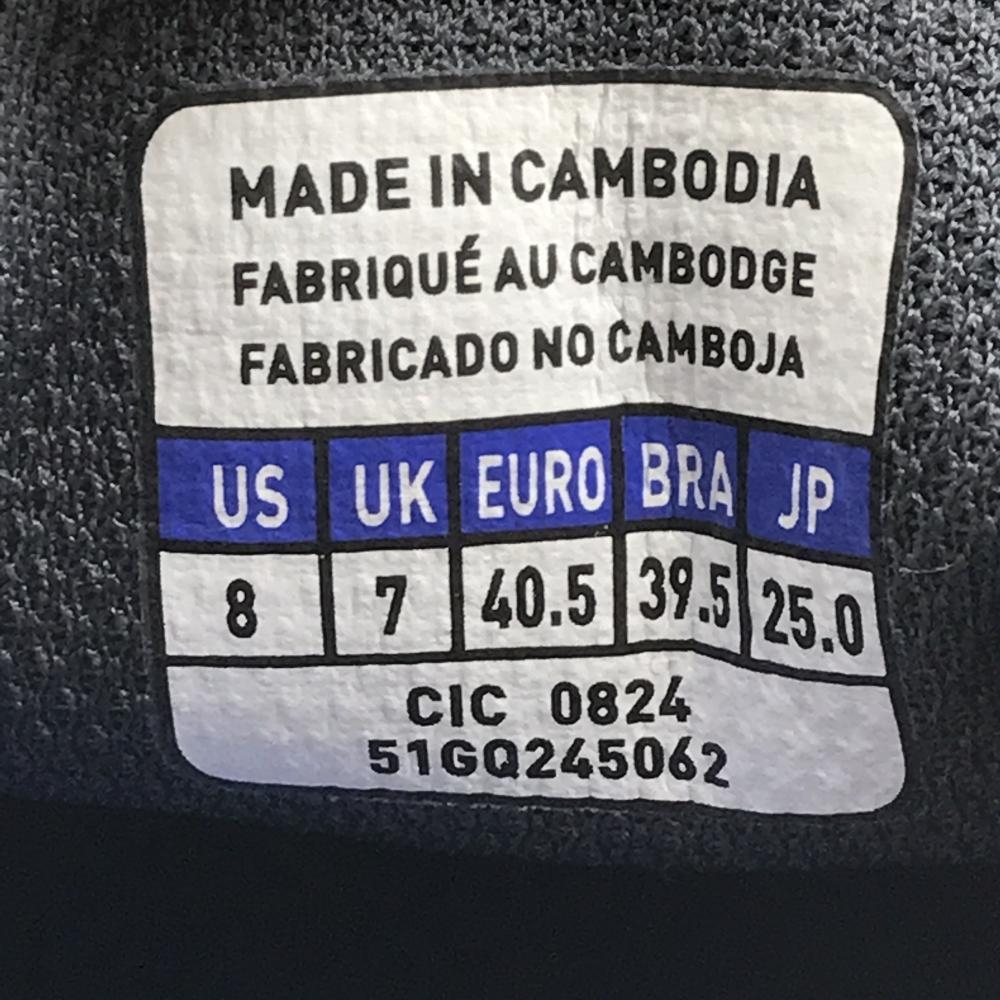 MADE IN CAMBODIA
FABRIQUÉ AU CAMBODGE
FABRICADO NO CAMBOJA
US UK EURO BRA JP
8 7 40.5 39.5 25.0
CIC 0824
51GQ245062